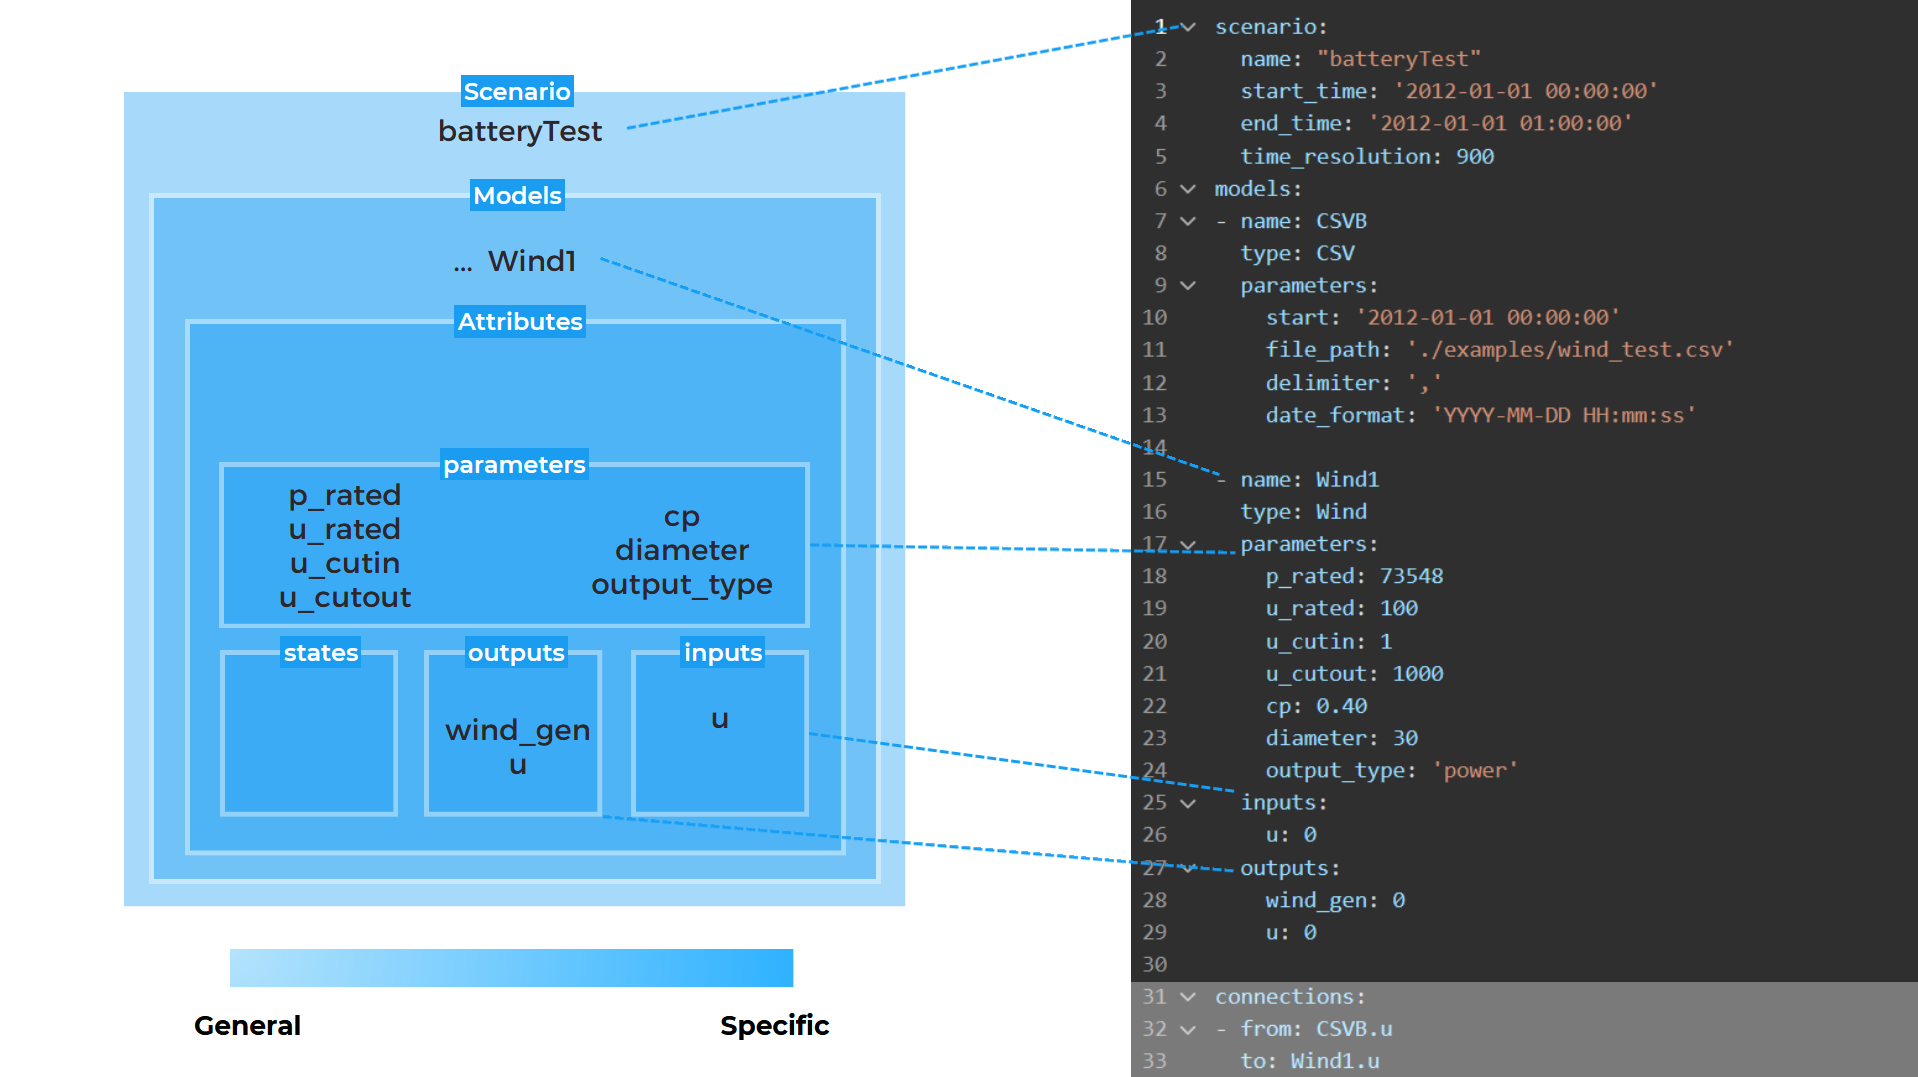 Scenario
batteryTest
Models
... Wind1
Attributes
parameters
p_rated
u_rated
u_cutin
u_cutout
cp
diameter
output_type
states
outputs
inputs
wind_gen
u
u
General
Specific
1 scenario:
2 name: "batteryTest"
3 start_time: '2012-01-01 00:00:00'
4 end_time: '2012-01-01 01:00:00'
5 time_resolution: 900
6 models:
7 - name: CSVB
8 type: CSV
9 parameters:
10 start: '2012-01-01 00:00:00'
11 file_path: './examples/wind_test.csv'
12 delimiter: ','
13 date_format: 'YYYY-MM-DD HH:mm:ss'
14
15 - name: Wind1
16 type: Wind
17 parameters:
18 p_rated: 73548
19 u_rated: 100
20 u_cutin: 1
21 u_cutout: 1000
22 cp: 0.40
23 diameter: 30
24 output_type: 'power'
25 inputs:
26 u: 0
27 outputs:
28 wind_gen: 0
29 u: 0
30
31 connections:
32 - from: CSVB.u
33 to: Wind1.u